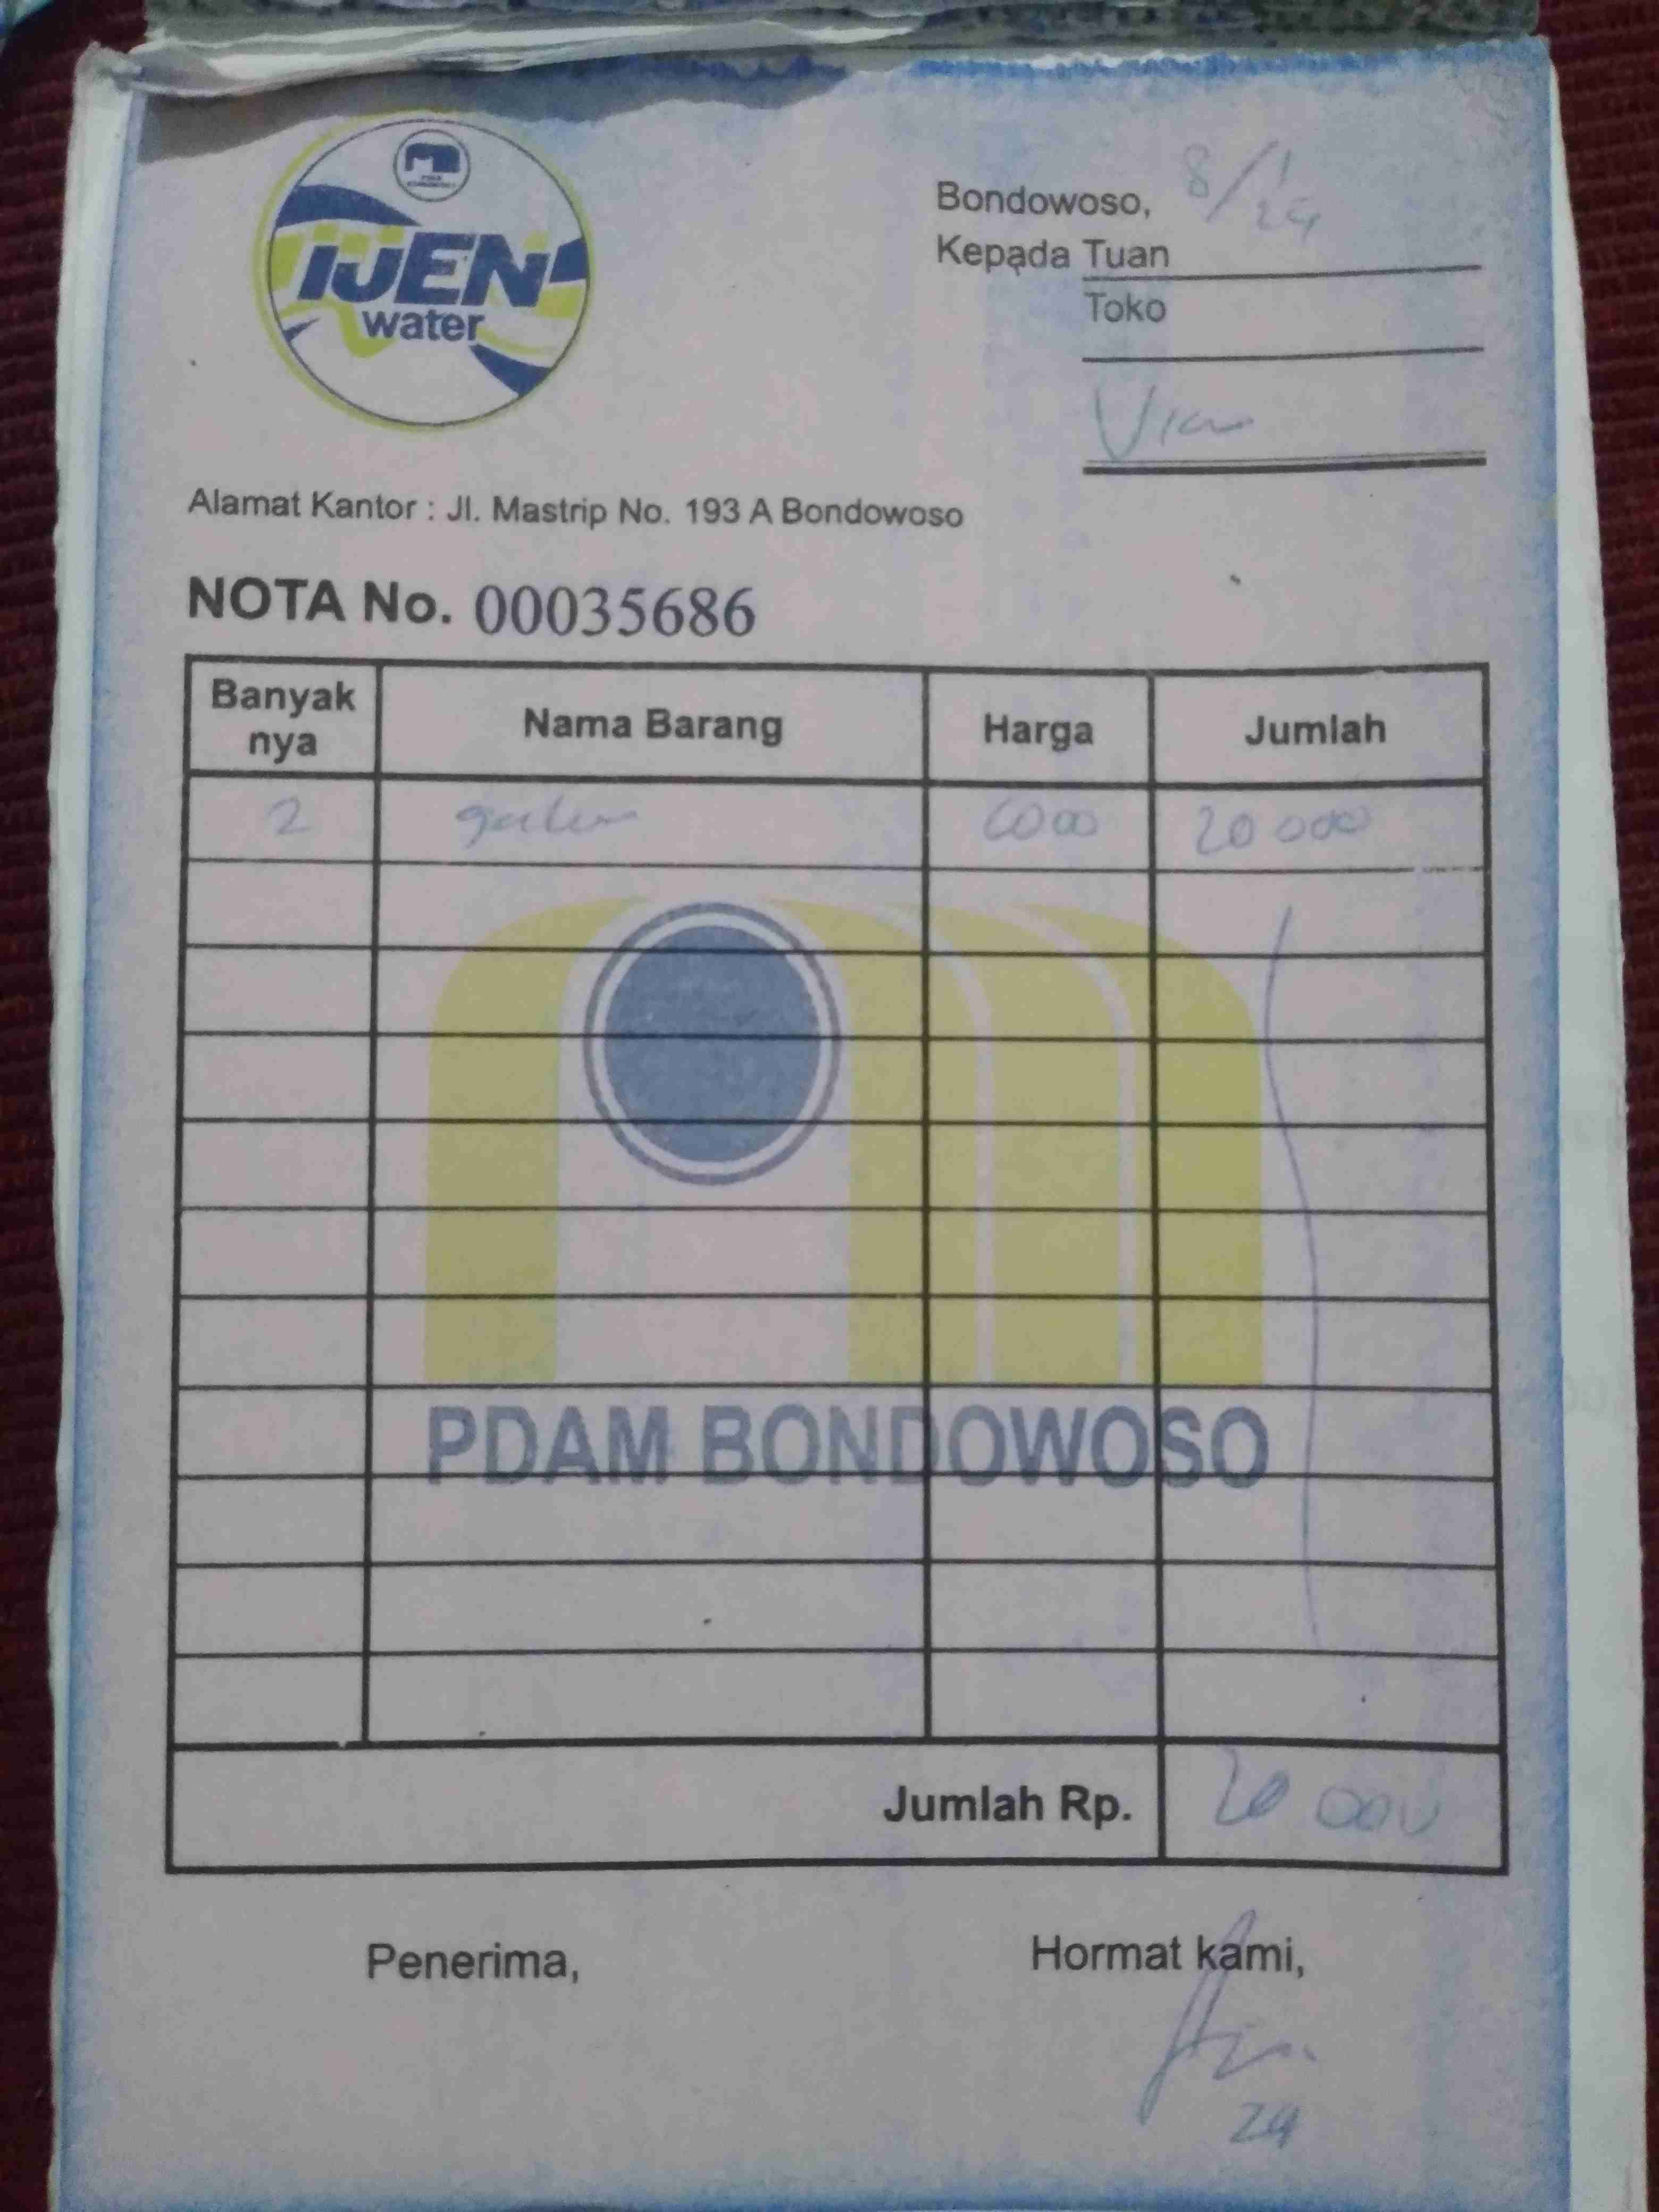 IJEN
water
Bondowoso, 8/1 24
Kepada Tuan
Toko
Alamat Kantor : Jl. Mastrip No. 193 A Bondowoso
NOTA No. 00035686
Banyak nya Nama Barang Harga Jumlah
2 galon 20 000
PDAM BONDOWOSO
Jumlah Rp. 20 000
Penerima, Hormat kami,
24